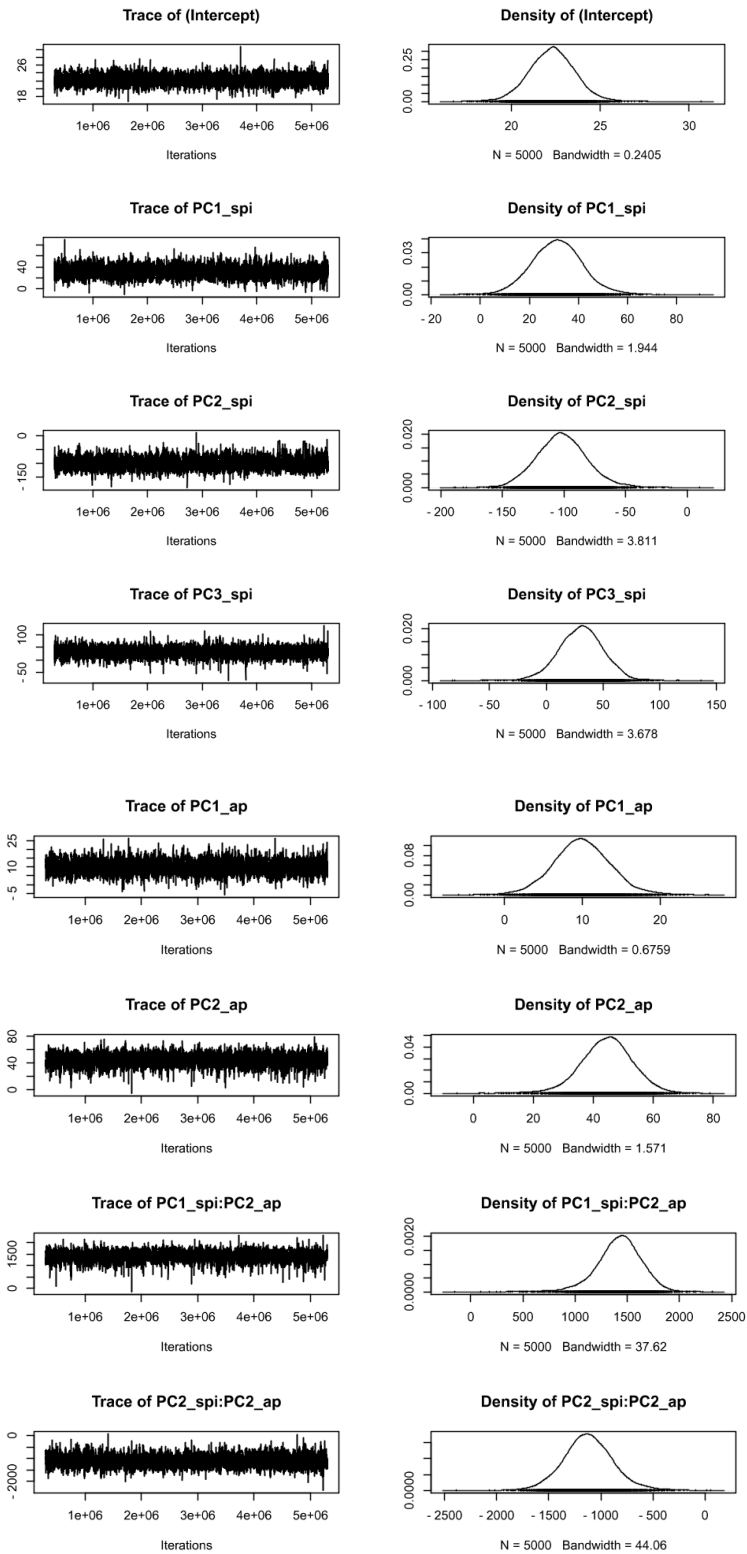 Trace of (Intercept)
Density of (Intercept)
18 26
0.00 0.25
1e+06 2e+06 3e+06 4e+06 5e+06
20 25 30
Iterations
N = 5000 Bandwidth = 0.2405
Trace of PC1_spi
Density of PC1_spi
0 40
0.00 0.03
1e+06 2e+06 3e+06 4e+06 5e+06
- 20 0 20 40 60 80
Iterations
N = 5000 Bandwidth = 1.944
Trace of PC2_spi
Density of PC2_spi
- 150 0
0.000 0.020
1e+06 2e+06 3e+06 4e+06 5e+06
- 200 - 150 - 100 - 50 0
Iterations
N = 5000 Bandwidth = 3.811
Trace of PC3_spi
Density of PC3_spi
- 50 100
0.000 0.020
1e+06 2e+06 3e+06 4e+06 5e+06
- 100 - 50 0 50 100 150
Iterations
N = 5000 Bandwidth = 3.678
Trace of PC1_ap
Density of PC1_ap
- 5 10 25
0.00 0.08
1e+06 2e+06 3e+06 4e+06 5e+06
0 10 20
Iterations
N = 5000 Bandwidth = 0.6759
Trace of PC2_ap
Density of PC2_ap
0 40 80
0.00 0.04
1e+06 2e+06 3e+06 4e+06 5e+06
0 20 40 60 80
Iterations
N = 5000 Bandwidth = 1.571
Trace of PC1_spi:PC2_ap
Density of PC1_spi:PC2_ap
0 1500
0.0000 0.0020
1e+06 2e+06 3e+06 4e+06 5e+06
0 500 1000 1500 2000 2500
Iterations
N = 5000 Bandwidth = 37.62
Trace of PC2_spi:PC2_ap
Density of PC2_spi:PC2_ap
- 2000 0
0.0000
1e+06 2e+06 3e+06 4e+06 5e+06
- 2500 - 2000 - 1500 - 1000 - 500 0
Iterations
N = 5000 Bandwidth = 44.06